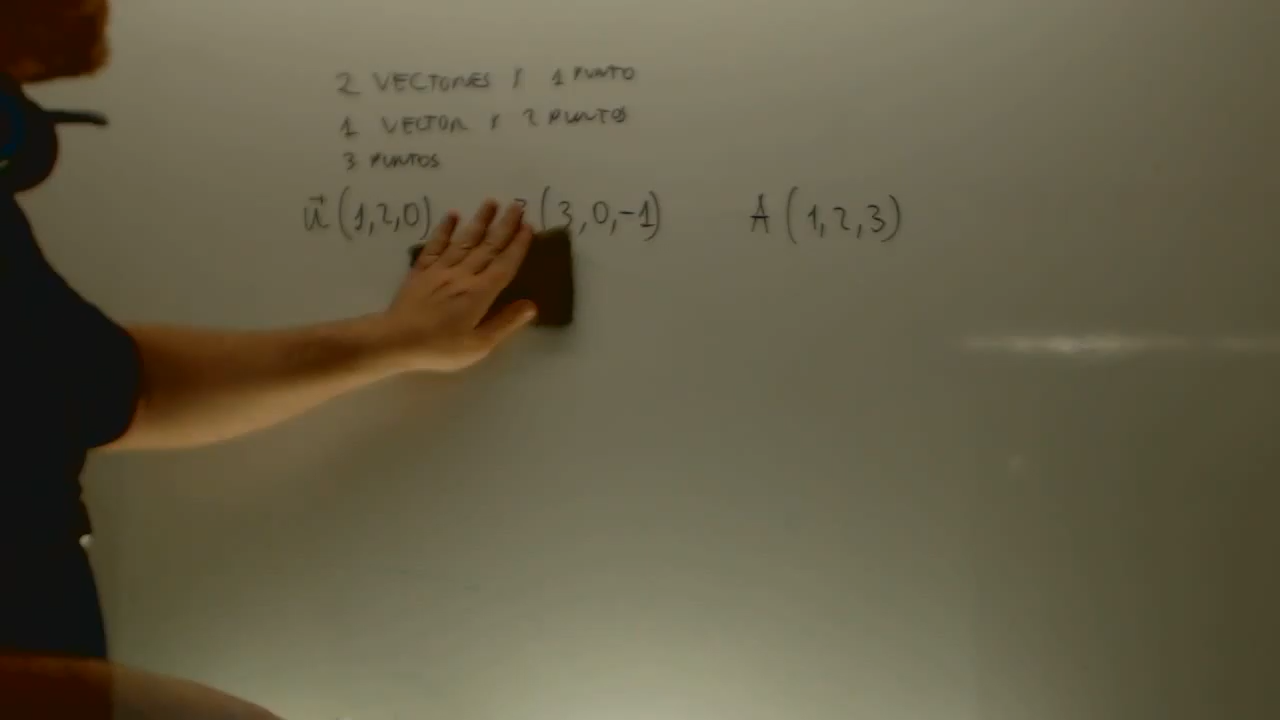 2 VECTORES Y 1 PUNTO
1 VECTOR Y 2 PUNTOS
3 PUNTOS
u⃗ (1,2,0) (3,0,-1) A (1,2,3)